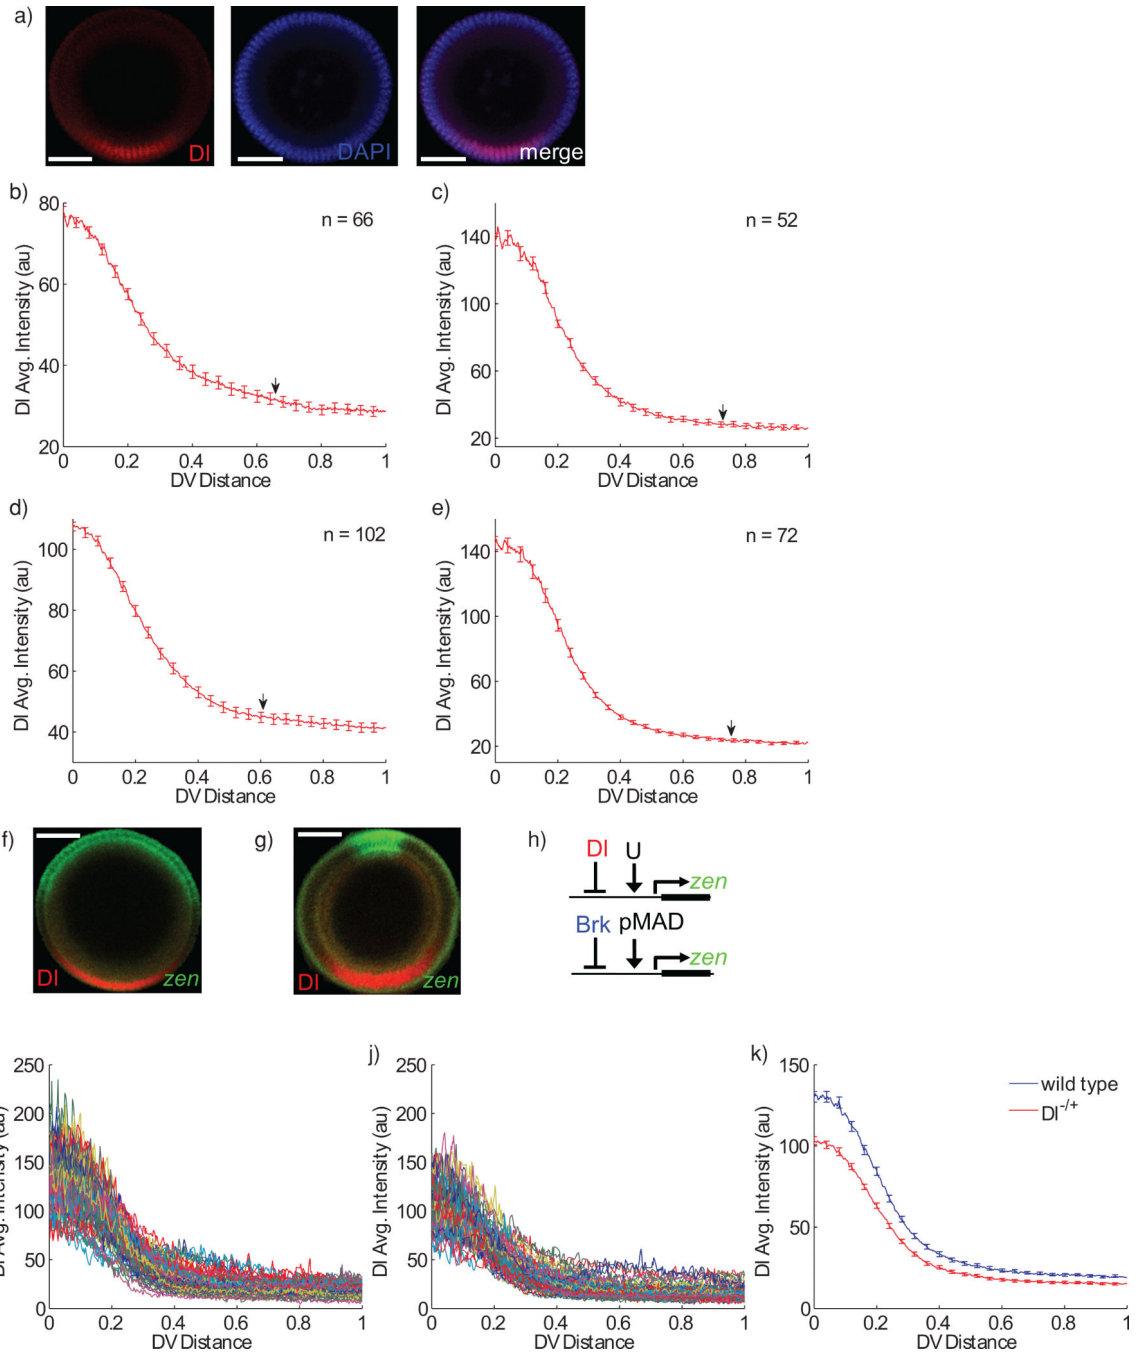 a)
Dl
DAPI
merge
b)
n = 66
Dl Avg. Intensity (au)
80
60
40
20
0 0.2 0.4 0.6 0.8 1
DV Distance
c)
n = 52
Dl Avg. Intensity (au)
140
100
60
20
0 0.2 0.4 0.6 0.8 1
DV Distance
d)
n = 102
Dl Avg. Intensity (au)
100
80
60
40
0 0.2 0.4 0.6 0.8 1
DV Distance
e)
n = 72
Dl Avg. Intensity (au)
140
100
60
20
0 0.2 0.4 0.6 0.8 1
DV Distance
f)
Dl
zen
g)
Dl
zen
h)
Dl U
zen
Brk pMAD
zen
Dl Avg. Intensity (au)
250
200
150
100
50
0
0 0.2 0.4 0.6 0.8 1
DV Distance
j)
Dl Avg. Intensity (au)
250
200
150
100
50
0
0 0.2 0.4 0.6 0.8 1
DV Distance
k)
wild type
Dl-/+
Dl Avg. Intensity (au)
150
100
50
0
0 0.2 0.4 0.6 0.8 1
DV Distance